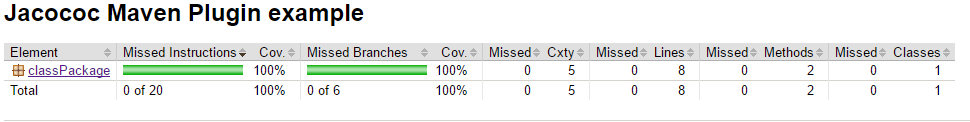 Jacococ Maven Plugin example
Element Missed Instructions Cov. Missed Branches Cov. Missed Cxty Missed Lines Missed Methods Missed Classes
classPackage 100% 100% 0 5 0 8 0 2 0 1
Total 0 of 20 100% 0 of 6 100% 0 5 0 8 0 2 0 1